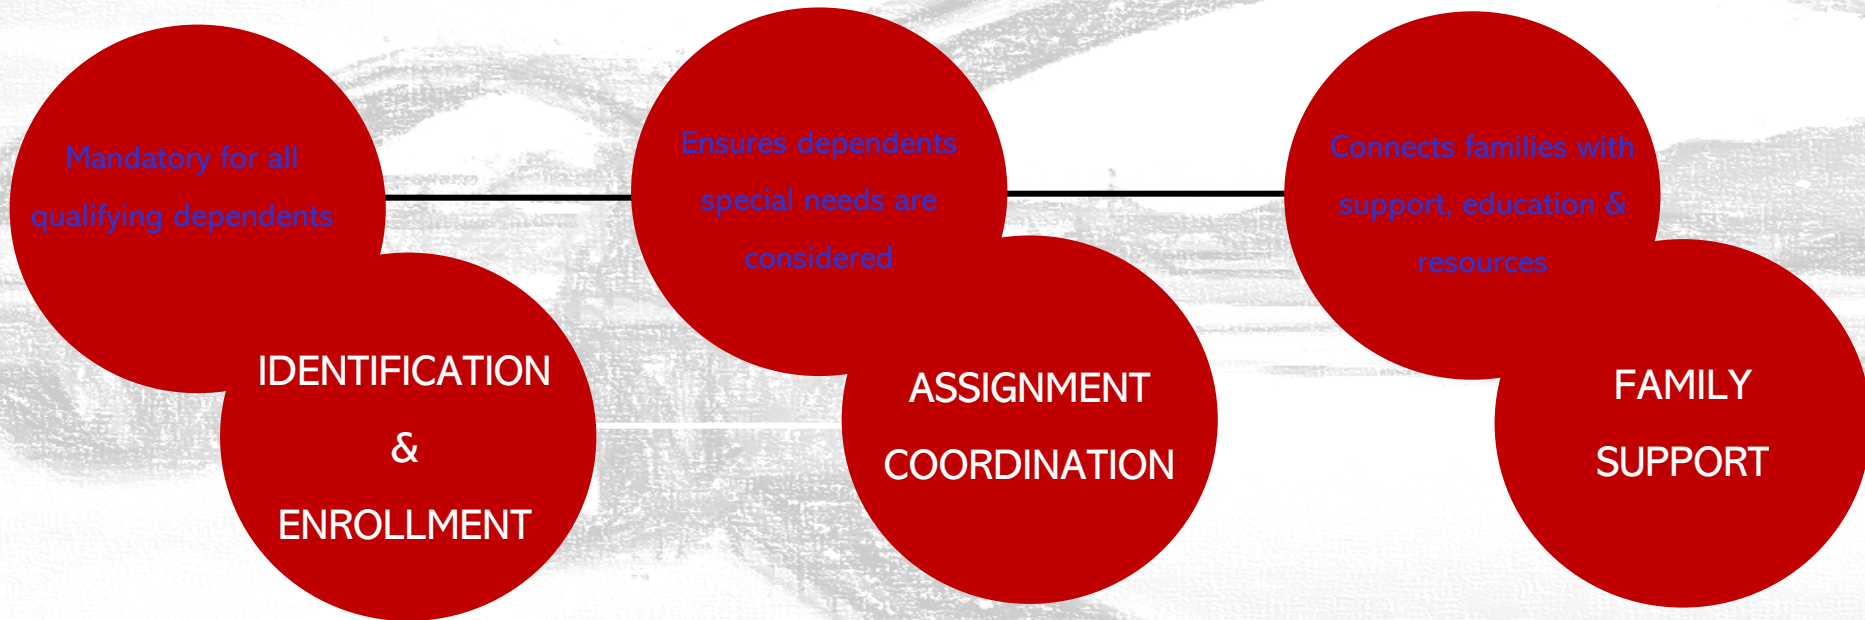 Mandatory for all
qualifying dependents
IDENTIFICATION
&
ENROLLMENT
Ensures dependents
special needs are
considered
ASSIGNMENT
COORDINATION
Connects families with
support, education &
resources
FAMILY
SUPPORT